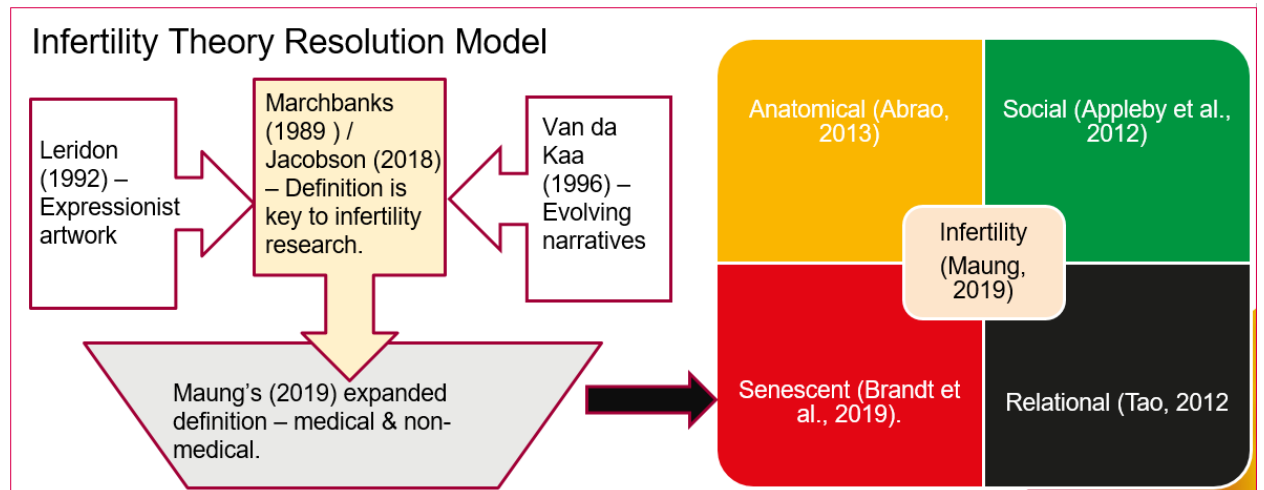 Infertility Theory Resolution Model
Leridon
(1992) –
Expressionist
artwork
Marchbanks
(1989 ) /
Jacobson (2018)
– Definition is
key to infertility
research.
Van da
Kaa
(1996) –
Evolving
narratives
Maung’s (2019) expanded
definition – medical & non-
medical.
Anatomical (Abrao,
2013)
Social (Appleby et al.,
2012)
Infertility
(Maung,
2019)
Senescent (Brandt et
al., 2019).
Relational (Tao, 2012